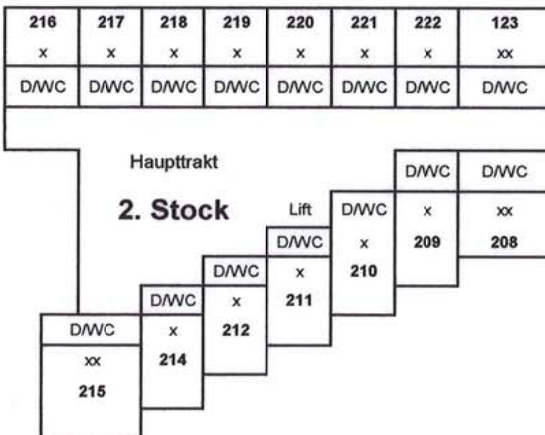 216 217 218 219 220 221 222 123
x x x x x x x xx
D/WC D/WC D/WC D/WC D/WC D/WC D/WC D/WC
Haupttrakt
D/WC D/WC
2. Stock Lift D/WC x xx
D/WC x 209 208
D/WC x 210
D/WC x 211
D/WC x 212
xx 214
215